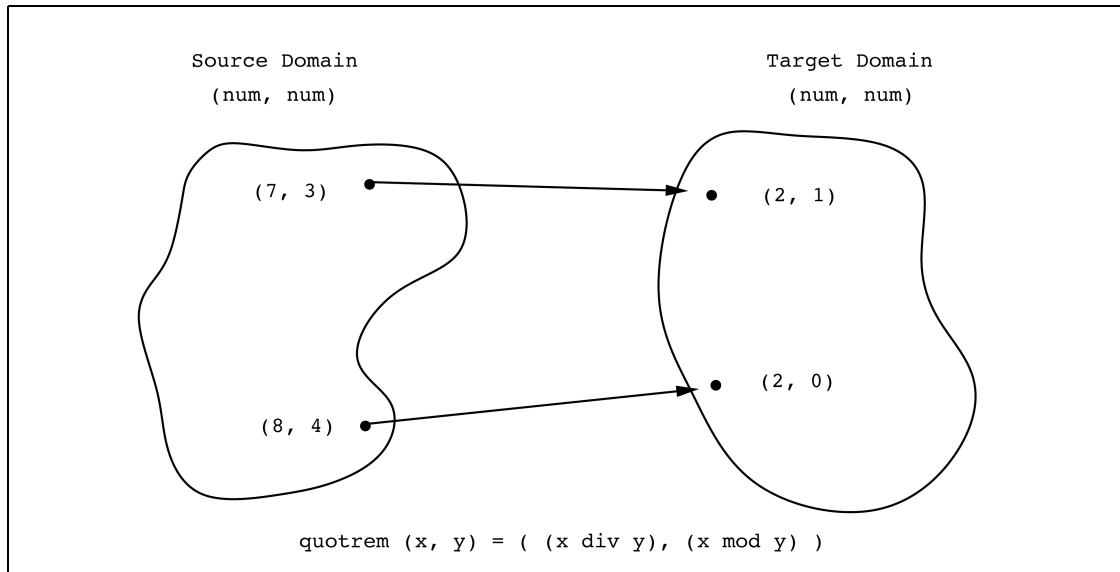 Source Domain
(num, num)
Target Domain
(num, num)
(7, 3)
(2, 1)
(8, 4)
(2, 0)
quotrem (x, y) = ( (x div y), (x mod y) )